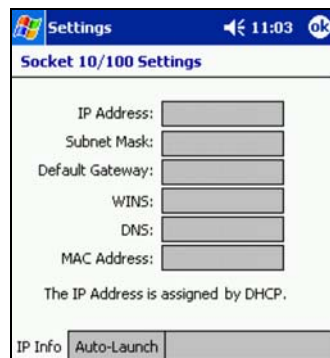 Settings 11:03 ok
Socket 10/100 Settings
IP Address:
Subnet Mask:
Default Gateway:
WINS:
DNS:
MAC Address:
The IP Address is assigned by DHCP.
IP Info Auto-Launch